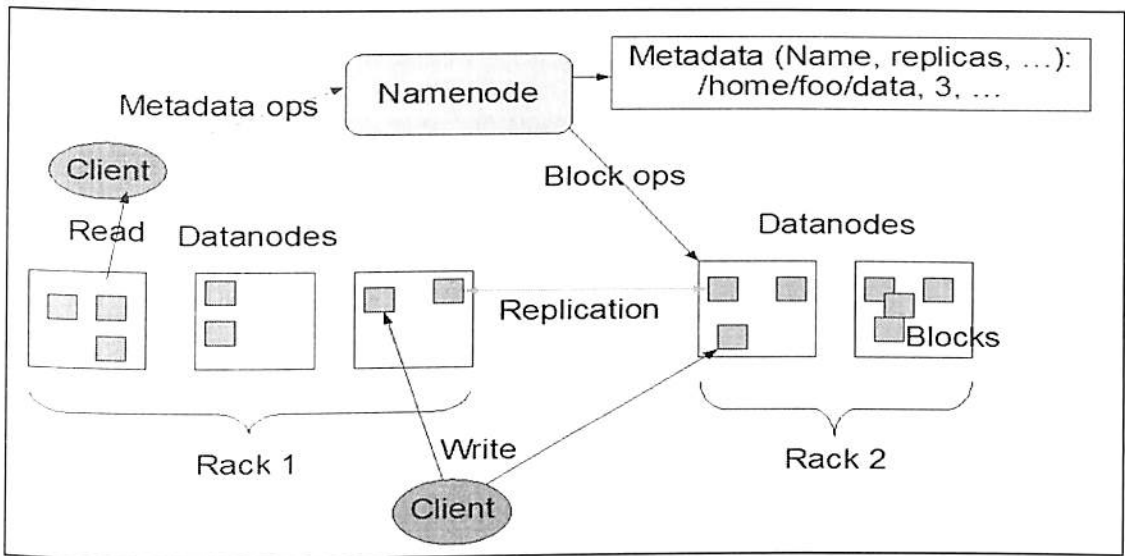 Metadata (Name, replicas, …):
/home/foo/data, 3, …
Namenode
Metadata ops
Client
Block ops
Read
Datanodes
Datanodes
Replication
Blocks
Rack 1
Write
Rack 2
Client